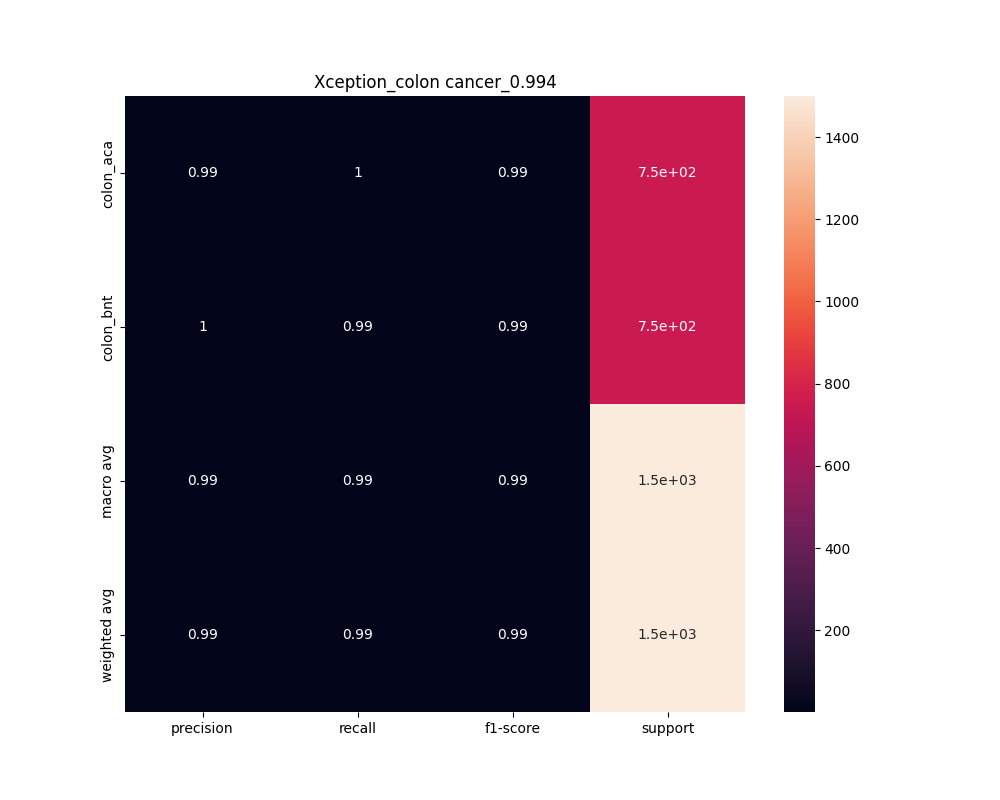 Xception_colon cancer_0.994
colon_aca 0.99 1 0.99 7.5e+02
colon_bnt 1 0.99 0.99 7.5e+02
macro avg 0.99 0.99 0.99 1.5e+03
weighted avg 0.99 0.99 0.99 1.5e+03
precision recall f1-score support
1400
1200
1000
800
600
400
200